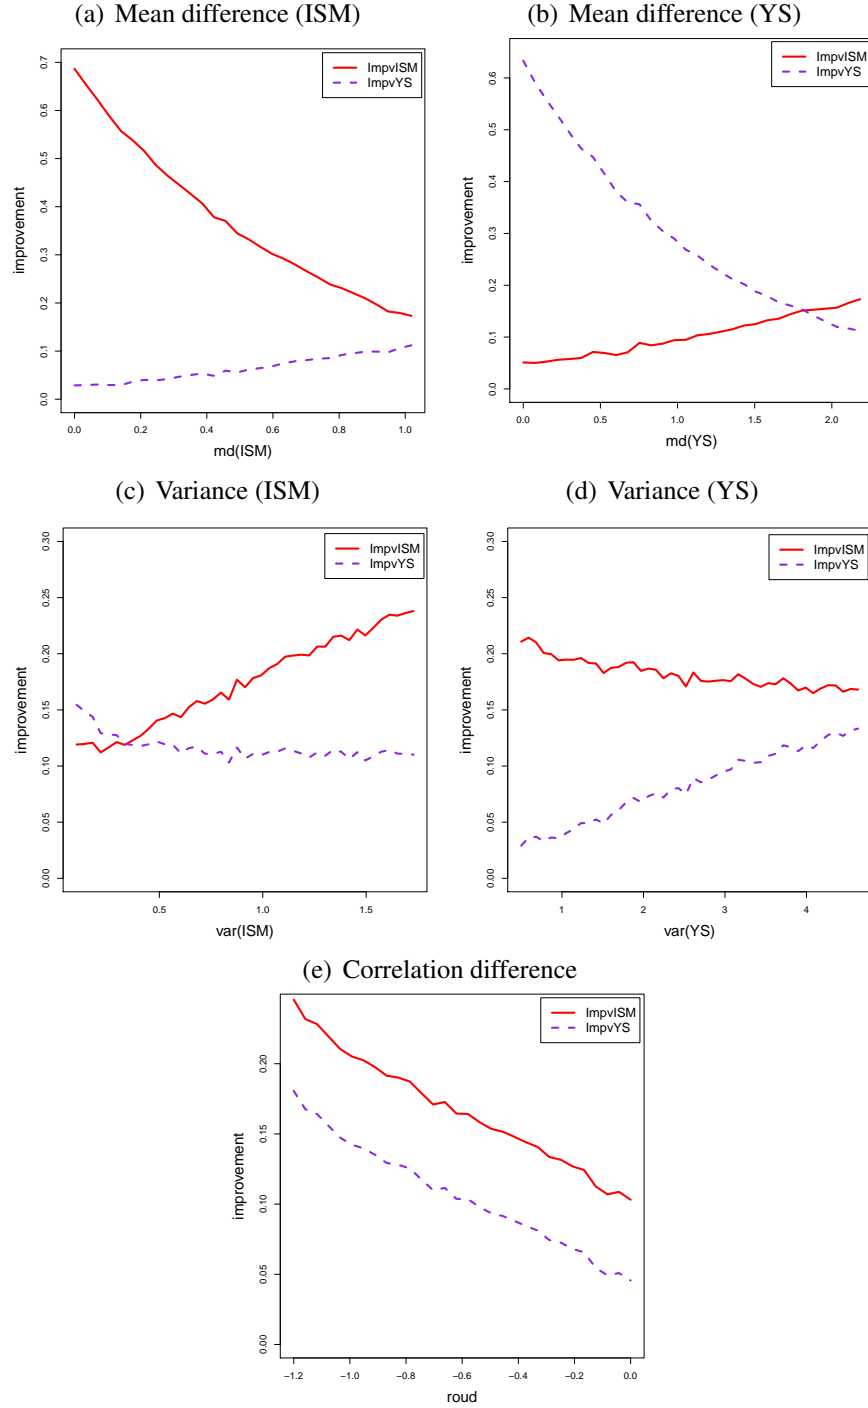 (a) Mean difference (ISM)
ImpvISM
ImpvYS
improvement
0.0 0.1 0.2 0.3 0.4 0.5 0.6 0.7
0.0 0.2 0.4 0.6 0.8 1.0
md(ISM)
(b) Mean difference (YS)
ImpvISM
ImpvYS
improvement
0.0 0.1 0.2 0.3 0.4 0.5 0.6
0.0 0.5 1.0 1.5 2.0
md(YS)
(c) Variance (ISM)
ImpvISM
ImpvYS
improvement
0.00 0.05 0.10 0.15 0.20 0.25 0.30
0.5 1.0 1.5
var(ISM)
(d) Variance (YS)
ImpvISM
ImpvYS
improvement
0.00 0.05 0.10 0.15 0.20 0.25 0.30
1 2 3 4
var(YS)
(e) Correlation difference
ImpvISM
ImpvYS
improvement
0.00 0.05 0.10 0.15 0.20
−1.2 −1.0 −0.8 −0.6 −0.4 −0.2 0.0
roud